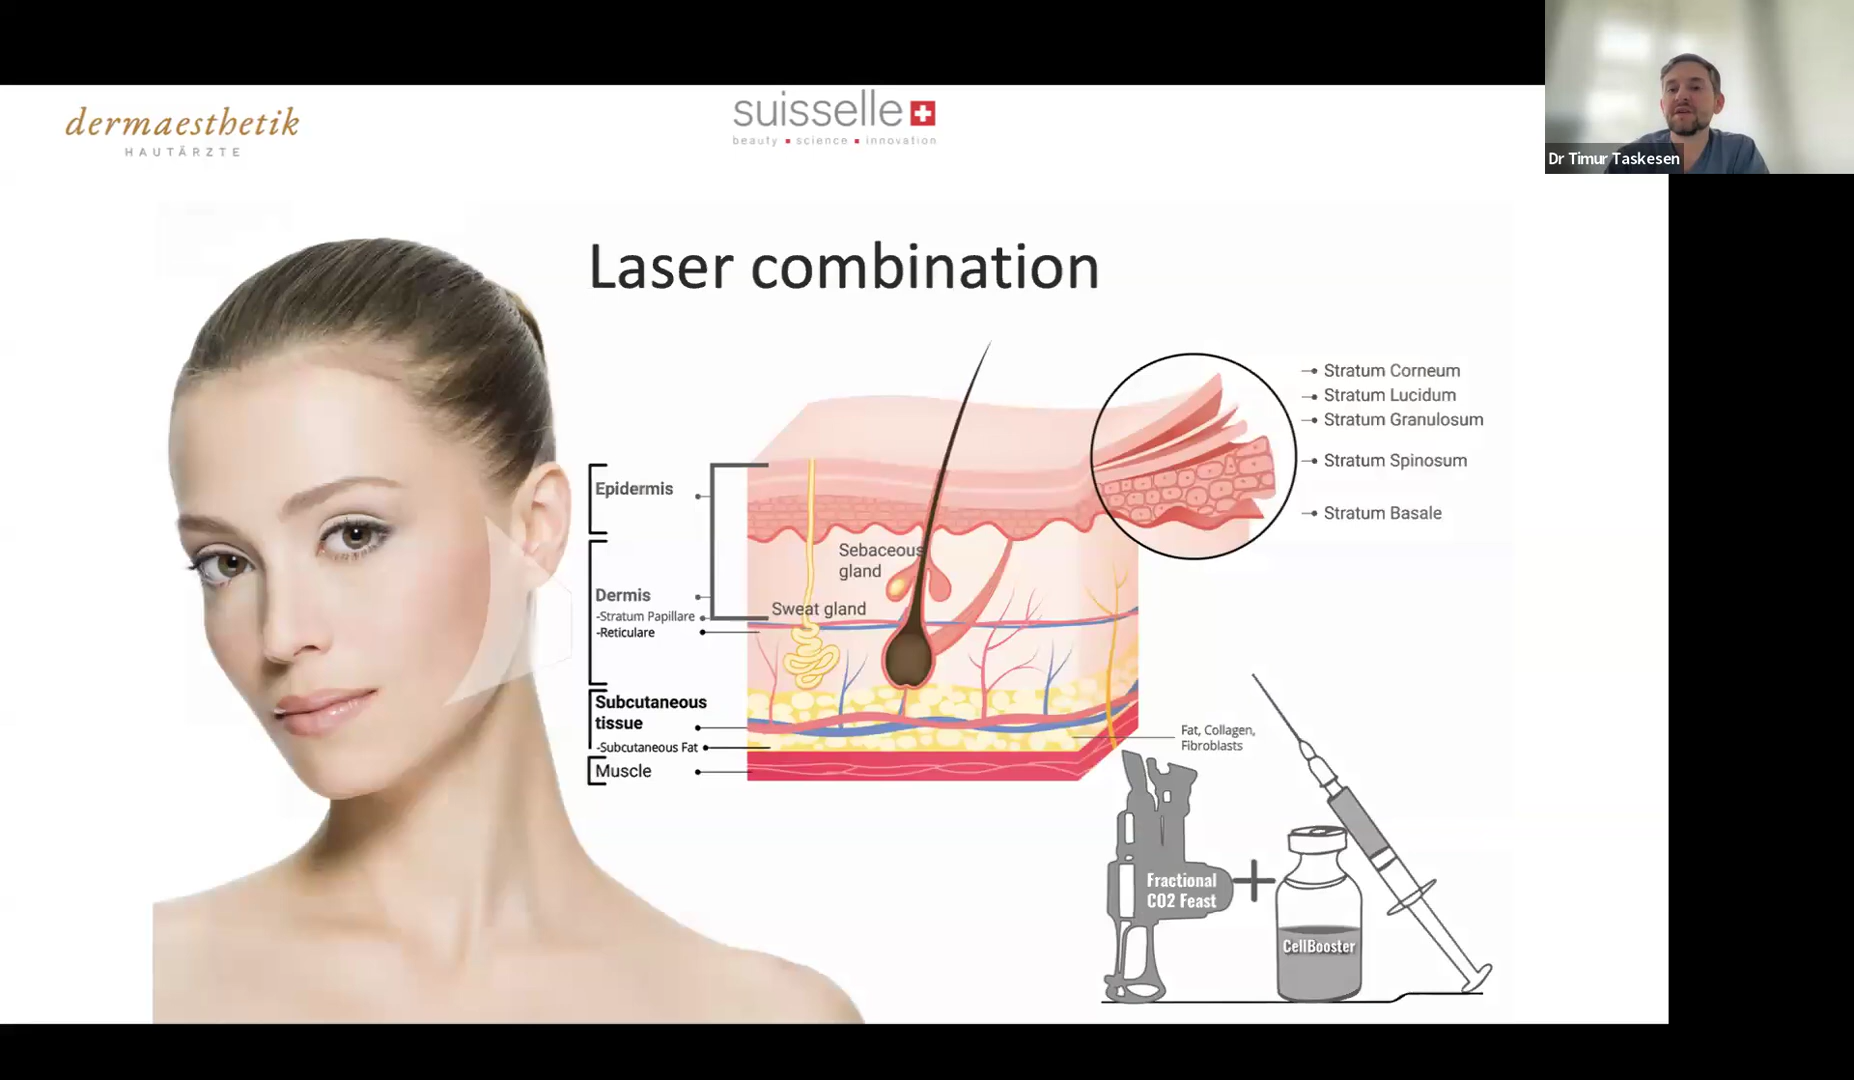 dermaesthetik
HAUTÄRZTE
suisselle
beauty ▪ science ▪ innovation
Dr Timur Taskesen
Laser combination
Epidermis
Dermis
-Stratum Papillare
-Reticulare
Subcutaneous
tissue
-Subcutaneous Fat
Muscle
Sebaceous
gland
Sweat gland
Stratum Corneum
Stratum Lucidum
Stratum Granulosum
Stratum Spinosum
Stratum Basale
Fat, Collagen,
Fibroblasts
Fractional
CO2 Feast
+
CellBooster